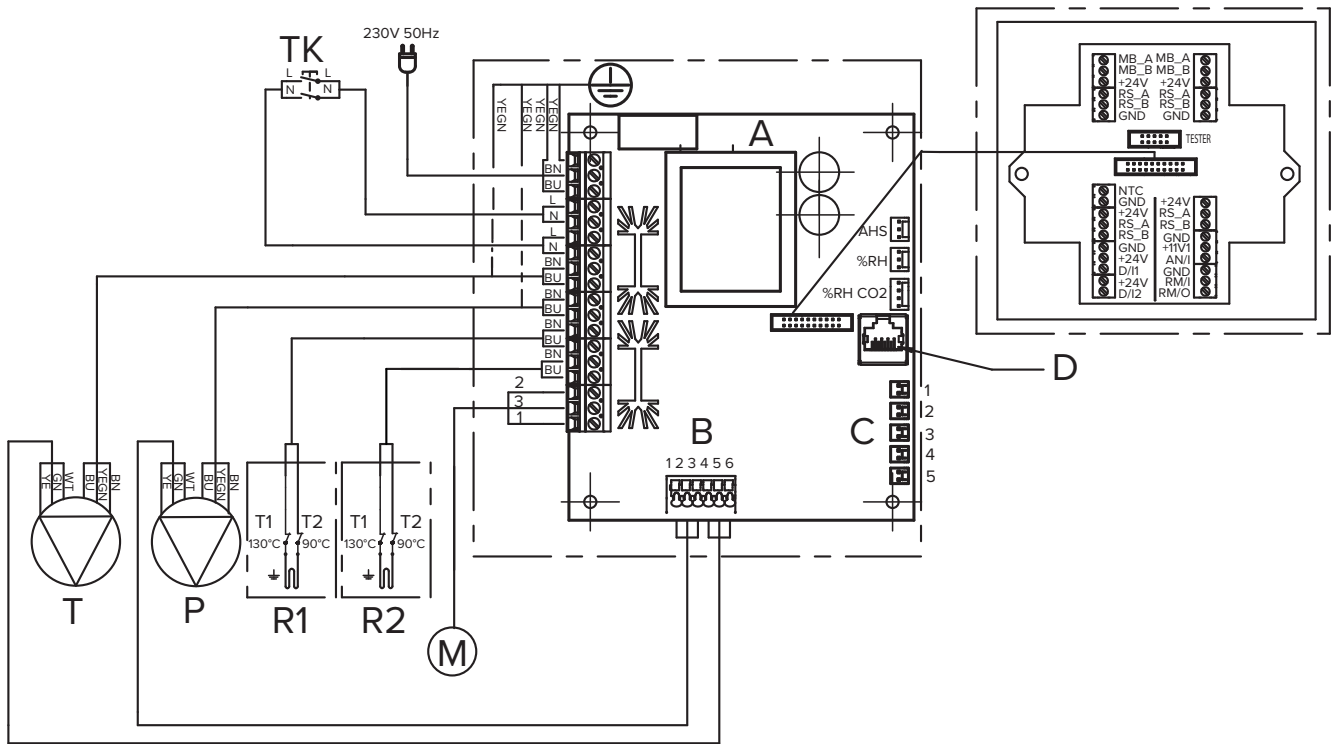 230V 50Hz
TK
L L
N N
YEGN
YEGN
YEGN
YEGN
BN
BU
L
N
L
N
BN
BU
BN
BU
BN
BU
BN
BU
2
3
1
A
AHS
%RH
%RH CO2
D
B
1 2 3 4 5 6
C
1
2
3
4
5
MB_A MB_A
MB_B MB_B
+24V +24V
RS_A RS_A
RS_B RS_B
GND GND
TESTER
NTC
GND +24V
+24V RS_A
RS_A RS_B
RS_B GND
GND +11V1
+24V AN/I
D/I1 GND
+24V RM/I
D/I2 RM/O
YE GN WT BU YEGN BN
YE GN WT BU YEGN BN
T1 T2
130°C 90°C
T1 T2
130°C 90°C
T
P
R1
R2
M